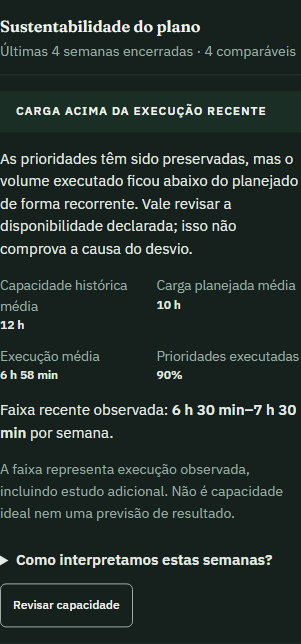 Sustentabilidade do plano
Últimas 4 semanas encerradas · 4 comparáveis
CARGA ACIMA DA EXECUÇÃO RECENTE
As prioridades têm sido preservadas, mas o
volume executado ficou abaixo do planejado
de forma recorrente. Vale revisar a
disponibilidade declarada; isso não
comprova a causa do desvio.
Capacidade histórica
média
12 h
Carga planejada média
10 h
Execução média
6 h 58 min
Prioridades executadas
90%
Faixa recente observada: 6 h 30 min–7 h 30
min por semana.
A faixa representa execução observada,
incluindo estudo adicional. Não é capacidade
ideal nem uma previsão de resultado.
Como interpretamos estas semanas?
Revisar capacidade